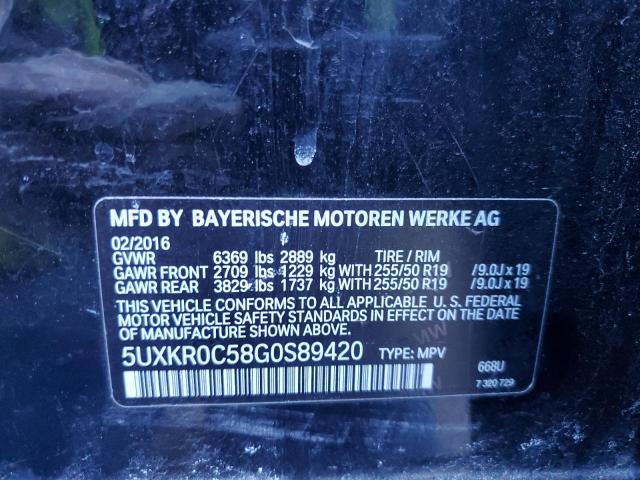 MFD BY BAYERISCHE MOTOREN WERKE AG
02/2016
GVWR 6369 lbs 2889 kg TIRE / RIM
GAWR FRONT 2709 lbs 1229 kg WITH 255/50 R19 /9.0J x 19
GAWR REAR 3829 lbs 1737 kg WITH 255/50 R19 /9.0J x 19
THIS VEHICLE CONFORMS TO ALL APPLICABLE U. S. FEDERAL
MOTOR VEHICLE SAFETY STANDARDS IN EFFECT ON THE DATE
OF MANUFACTURE SHOWN ABOVE.
5UXKR0C58G0S89420 TYPE: MPV
668U
7 320 729